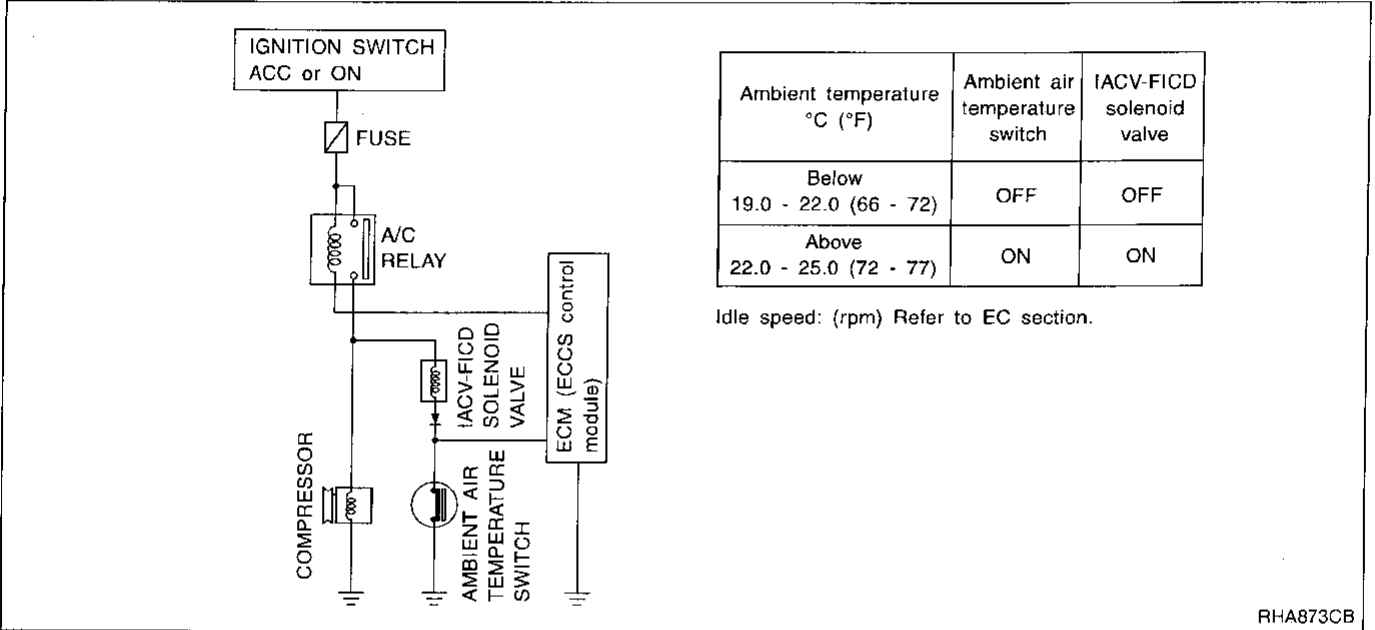 IGNITION SWITCH
ACC or ON
FUSE
A/C
RELAY
IACV-FICD
SOLENOID
VALVE
ECM (ECCS control
module)
COMPRESSOR
AMBIENT AIR
TEMPERATURE
SWITCH
Ambient temperature
°C (°F)
Ambient air
temperature
switch
IACV-FICD
solenoid
valve
Below
19.0 - 22.0 (66 - 72)
OFF
OFF
Above
22.0 - 25.0 (72 - 77)
ON
ON
Idle speed: (rpm) Refer to EC section.
RHA873CB